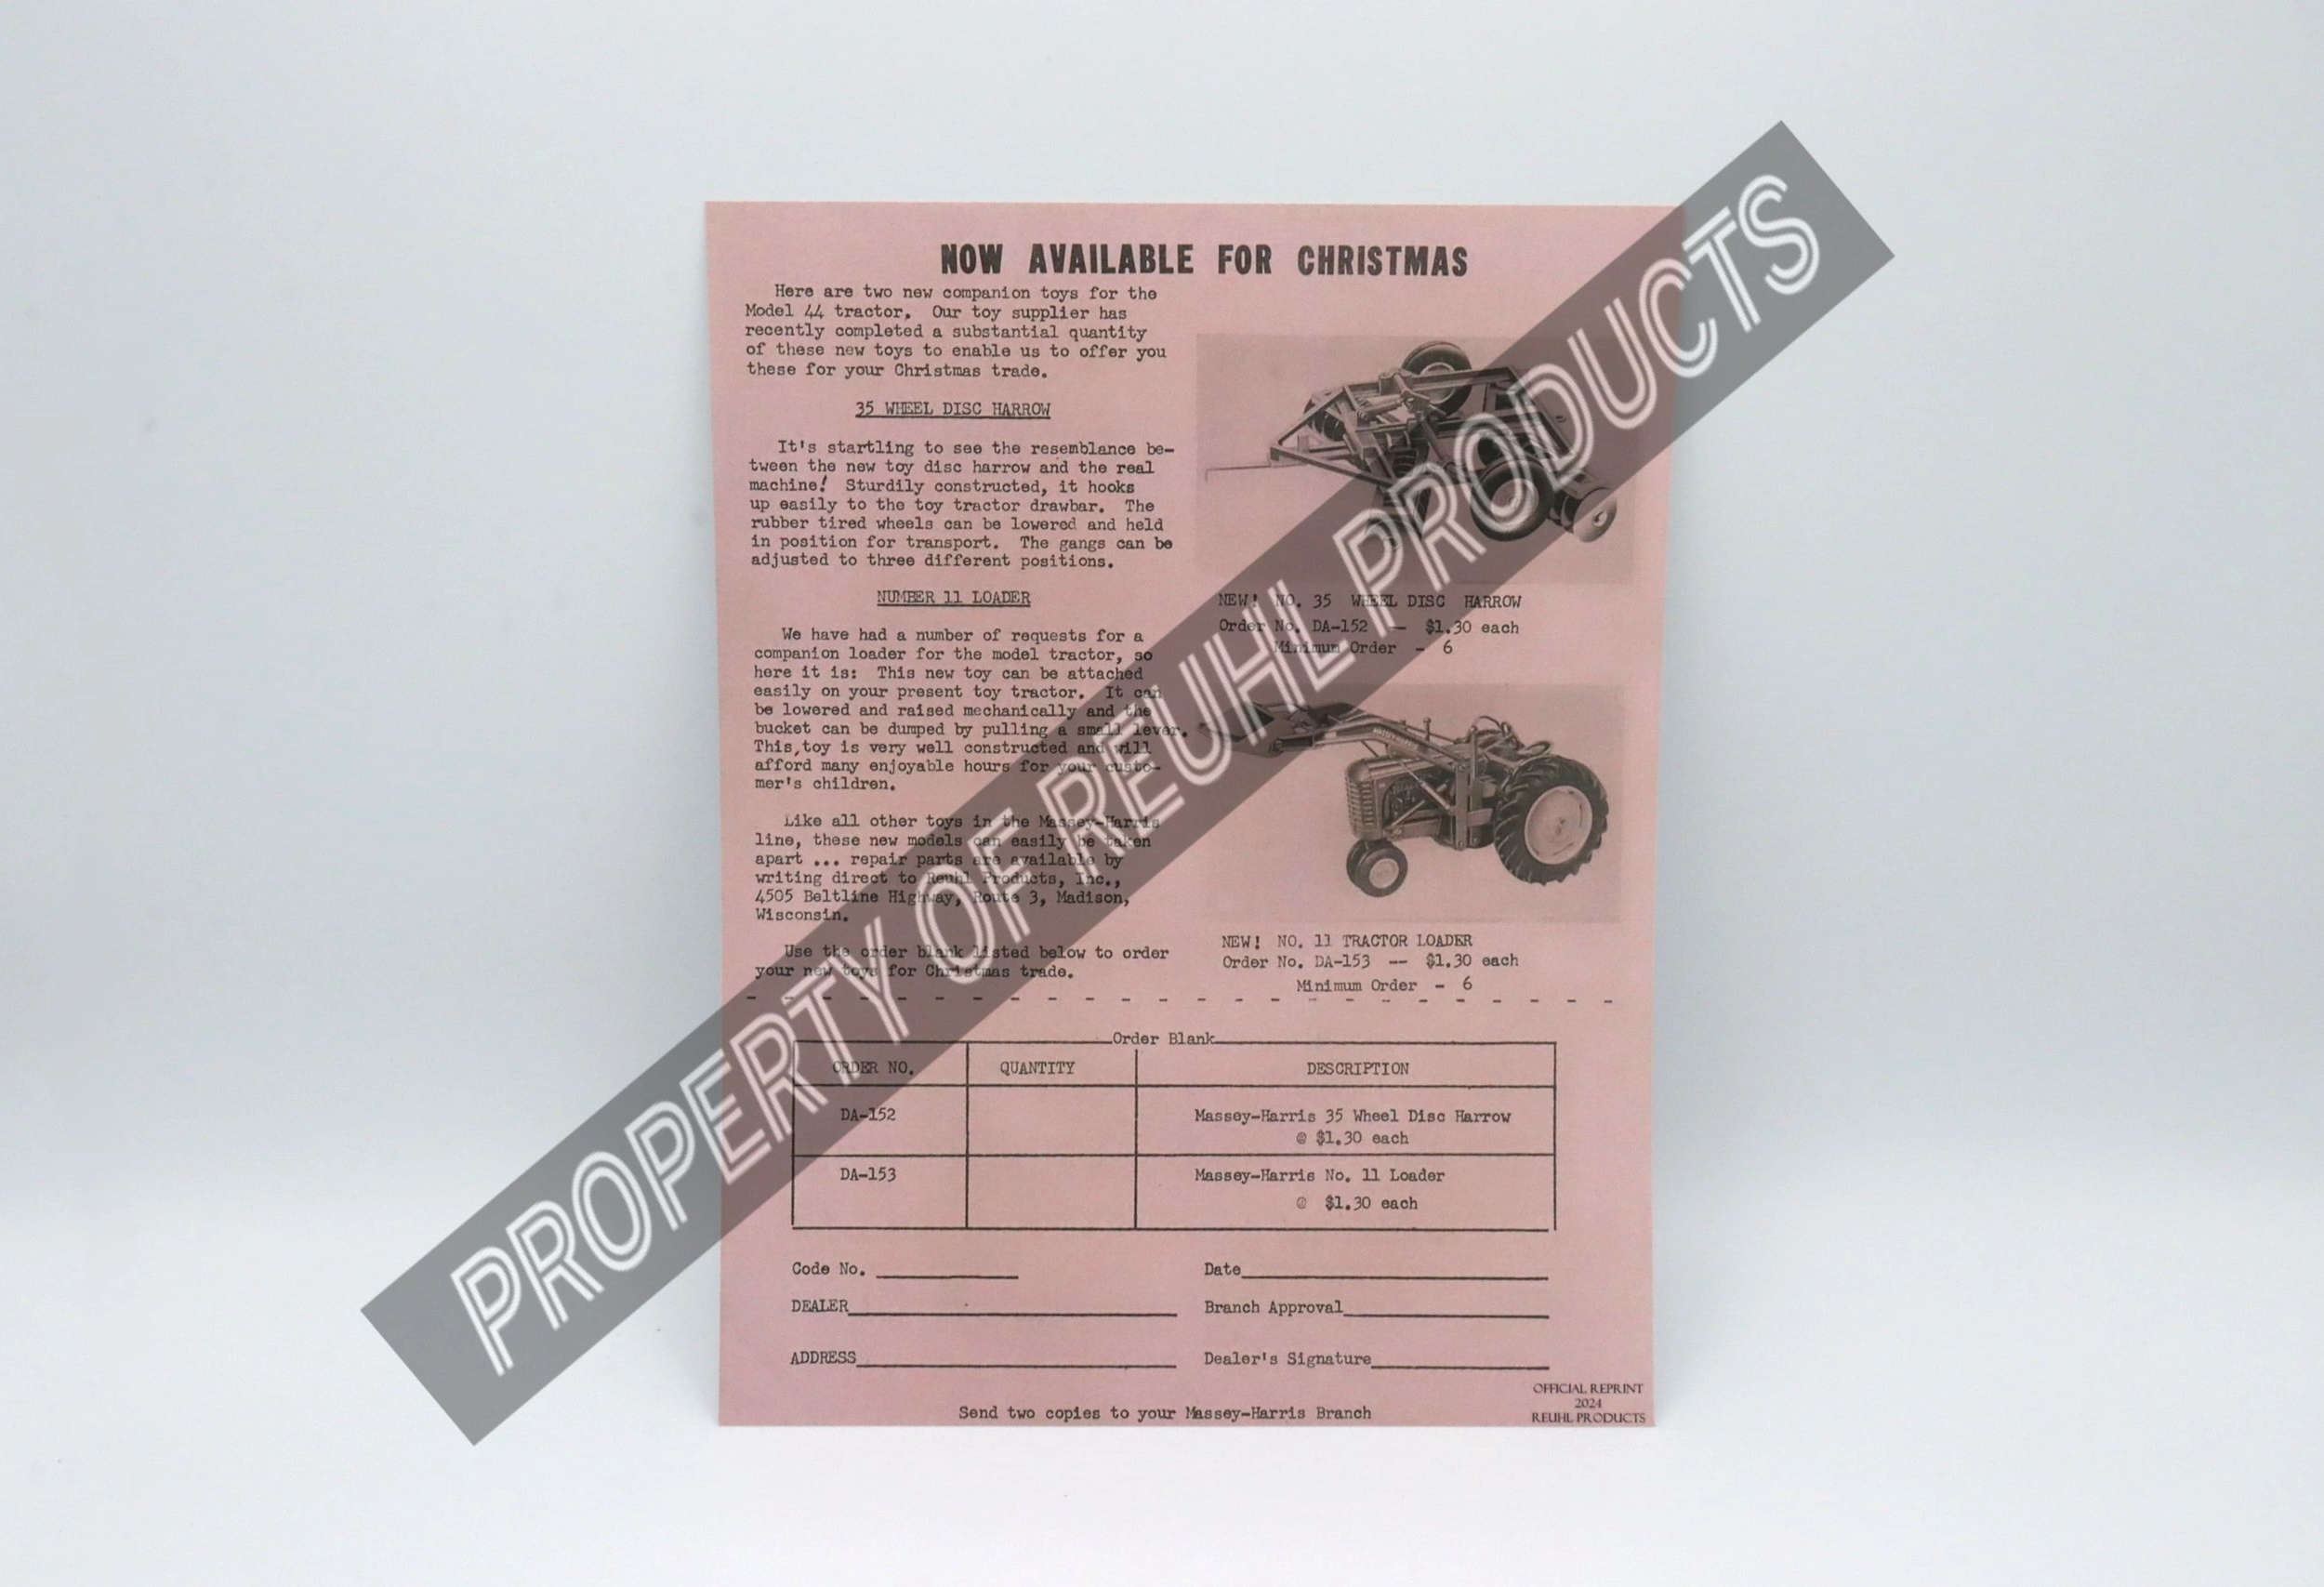 NOW AVAILABLE FOR CHRISTMAS
Here are two new companion toys for the
Model 44 tractor. Our toy supplier has
recently completed a substantial quantity
of these new toys to enable us to offer you
these for your Christmas trade.
35 WHEEL DISC HARROW
It's startling to see the resemblance be-
tween the new toy disc harrow and the real
machine! Sturdily constructed, it hooks
up easily to the toy tractor drawbar. The
rubber tired wheels can be lowered and held
in position for transport. The gangs can be
adjusted to three different positions.
NUMBER 11 LOADER
We have had a number of requests for a
companion loader for the model tractor, so
here it is: This new toy can be attached
easily on your present toy tractor. It can
be lowered and raised mechanically and the
bucket can be dumped by pulling a small lever.
This,toy is very well constructed and will
afford many enjoyable hours for your custo-
mer's children.
Like all other toys in the Massey-Harris
line, these new models can easily be taken
apart ... repair parts are available by
writing direct to Reuhl Products, Inc.,
4505 Beltline Highway, Route 3, Madison,
Wisconsin.
Use the order blank listed below to order
your new toys for Christmas trade.
NEW! NO. 35 WHEEL DISC HARROW
Order No. DA-152 -- $1.30 each
Minimum Order - 6
NEW! NO. 11 TRACTOR LOADER
Order No. DA-153 -- $1.30 each
Minimum Order - 6
Order Blank
ORDER NO. QUANTITY DESCRIPTION
DA-152 Massey-Harris 35 Wheel Disc Harrow
@ $1.30 each
DA-153 Massey-Harris No. 11 Loader
@ $1.30 each
Code No. Date
DEALER Branch Approval
ADDRESS Dealer's Signature
Send two copies to your Massey-Harris Branch
OFFICIAL REPRINT
2024
REUHL PRODUCTS
PROPERTY OF REUHL PRODUCTS